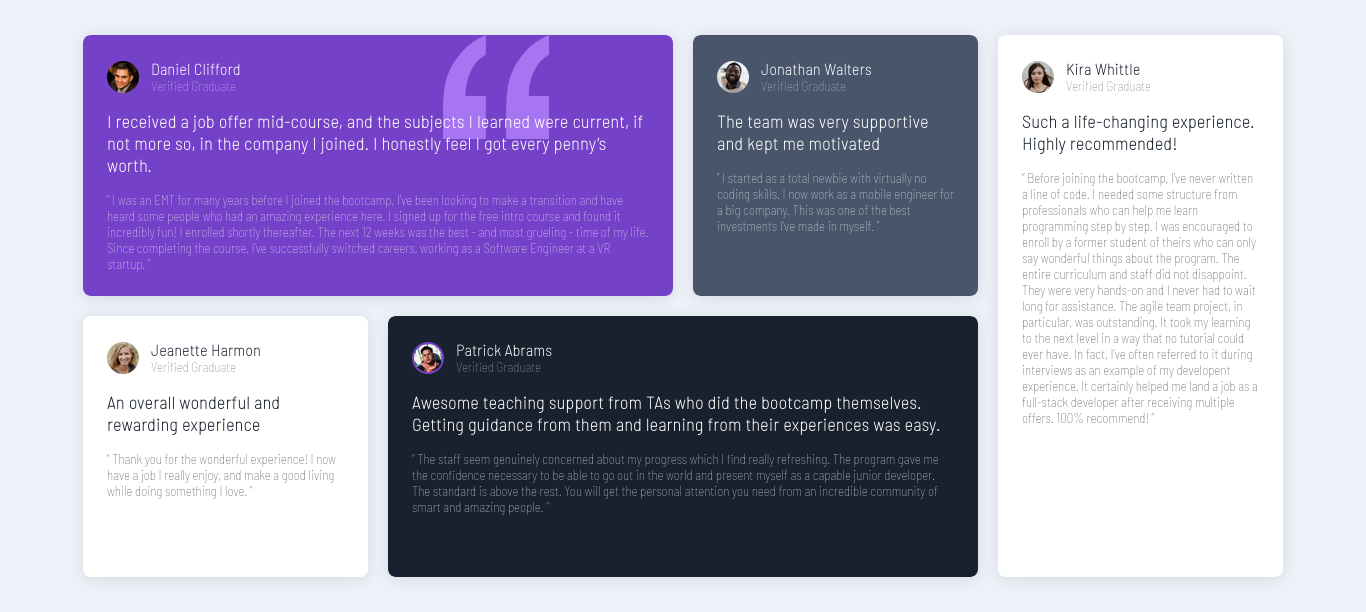 Daniel Clifford
Verified Graduate
I received a job offer mid-course, and the subjects I learned were current, if
not more so, in the company I joined. I honestly feel I got every penny’s
worth.
“ I was an EMT for many years before I joined the bootcamp. I’ve been looking to make a transition and have
heard some people who had an amazing experience here. I signed up for the free intro course and found it
incredibly fun! I enrolled shortly thereafter. The next 12 weeks was the best - and most grueling - time of my life.
Since completing the course, I’ve successfully switched careers, working as a Software Engineer at a VR
startup. ”
Jonathan Walters
Verified Graduate
The team was very supportive
and kept me motivated
“ I started as a total newbie with virtually no
coding skills. I now work as a mobile engineer for
a big company. This was one of the best
investments I’ve made in myself. ”
Kira Whittle
Verified Graduate
Such a life-changing experience.
Highly recommended!
“ Before joining the bootcamp, I’ve never written
a line of code. I needed some structure from
professionals who can help me learn
programming step by step. I was encouraged to
enroll by a former student of theirs who can only
say wonderful things about the program. The
entire curriculum and staff did not disappoint.
They were very hands-on and I never had to wait
long for assistance. The agile team project, in
particular, was outstanding. It took my learning
to the next level in a way that no tutorial could
ever have. In fact, I’ve often referred to it during
interviews as an example of my developent
experience. It certainly helped me land a job as a
full-stack developer after receiving multiple
offers. 100% recommend! ”
Jeanette Harmon
Verified Graduate
An overall wonderful and
rewarding experience
“ Thank you for the wonderful experience! I now
have a job I really enjoy, and make a good living
while doing something I love. ”
Patrick Abrams
Verified Graduate
Awesome teaching support from TAs who did the bootcamp themselves.
Getting guidance from them and learning from their experiences was easy.
“ The staff seem genuinely concerned about my progress which I find really refreshing. The program gave me
the confidence necessary to be able to go out in the world and present myself as a capable junior developer.
The standard is above the rest. You will get the personal attention you need from an incredible community of
smart and amazing people. ”